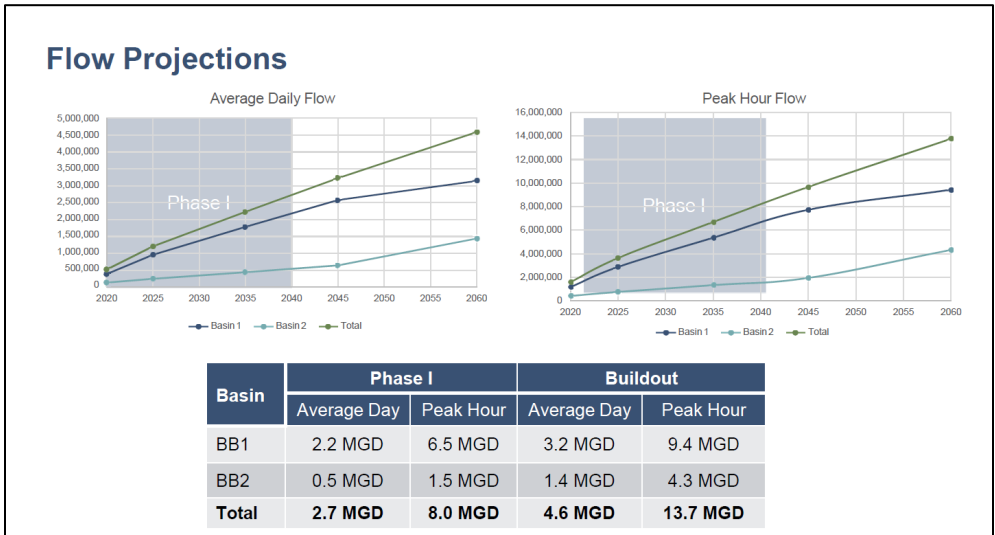 Flow Projections
Average Daily Flow
5,000,000
4,500,000
4,000,000
3,500,000
3,000,000
2,500,000
2,000,000
1,500,000
1,000,000
500,000
0
Phase I
2020 2025 2030 2035 2040 2045 2050 2055 2060
Basin 1 Basin 2 Total
Peak Hour Flow
16,000,000
14,000,000
12,000,000
10,000,000
8,000,000
6,000,000
4,000,000
2,000,000
0
Phase I
2020 2025 2030 2035 2040 2045 2050 2055 2060
Basin 1 Basin 2 Total
Basin Phase I Buildout
Average Day Peak Hour Average Day Peak Hour
BB1 2.2 MGD 6.5 MGD 3.2 MGD 9.4 MGD
BB2 0.5 MGD 1.5 MGD 1.4 MGD 4.3 MGD
Total 2.7 MGD 8.0 MGD 4.6 MGD 13.7 MGD